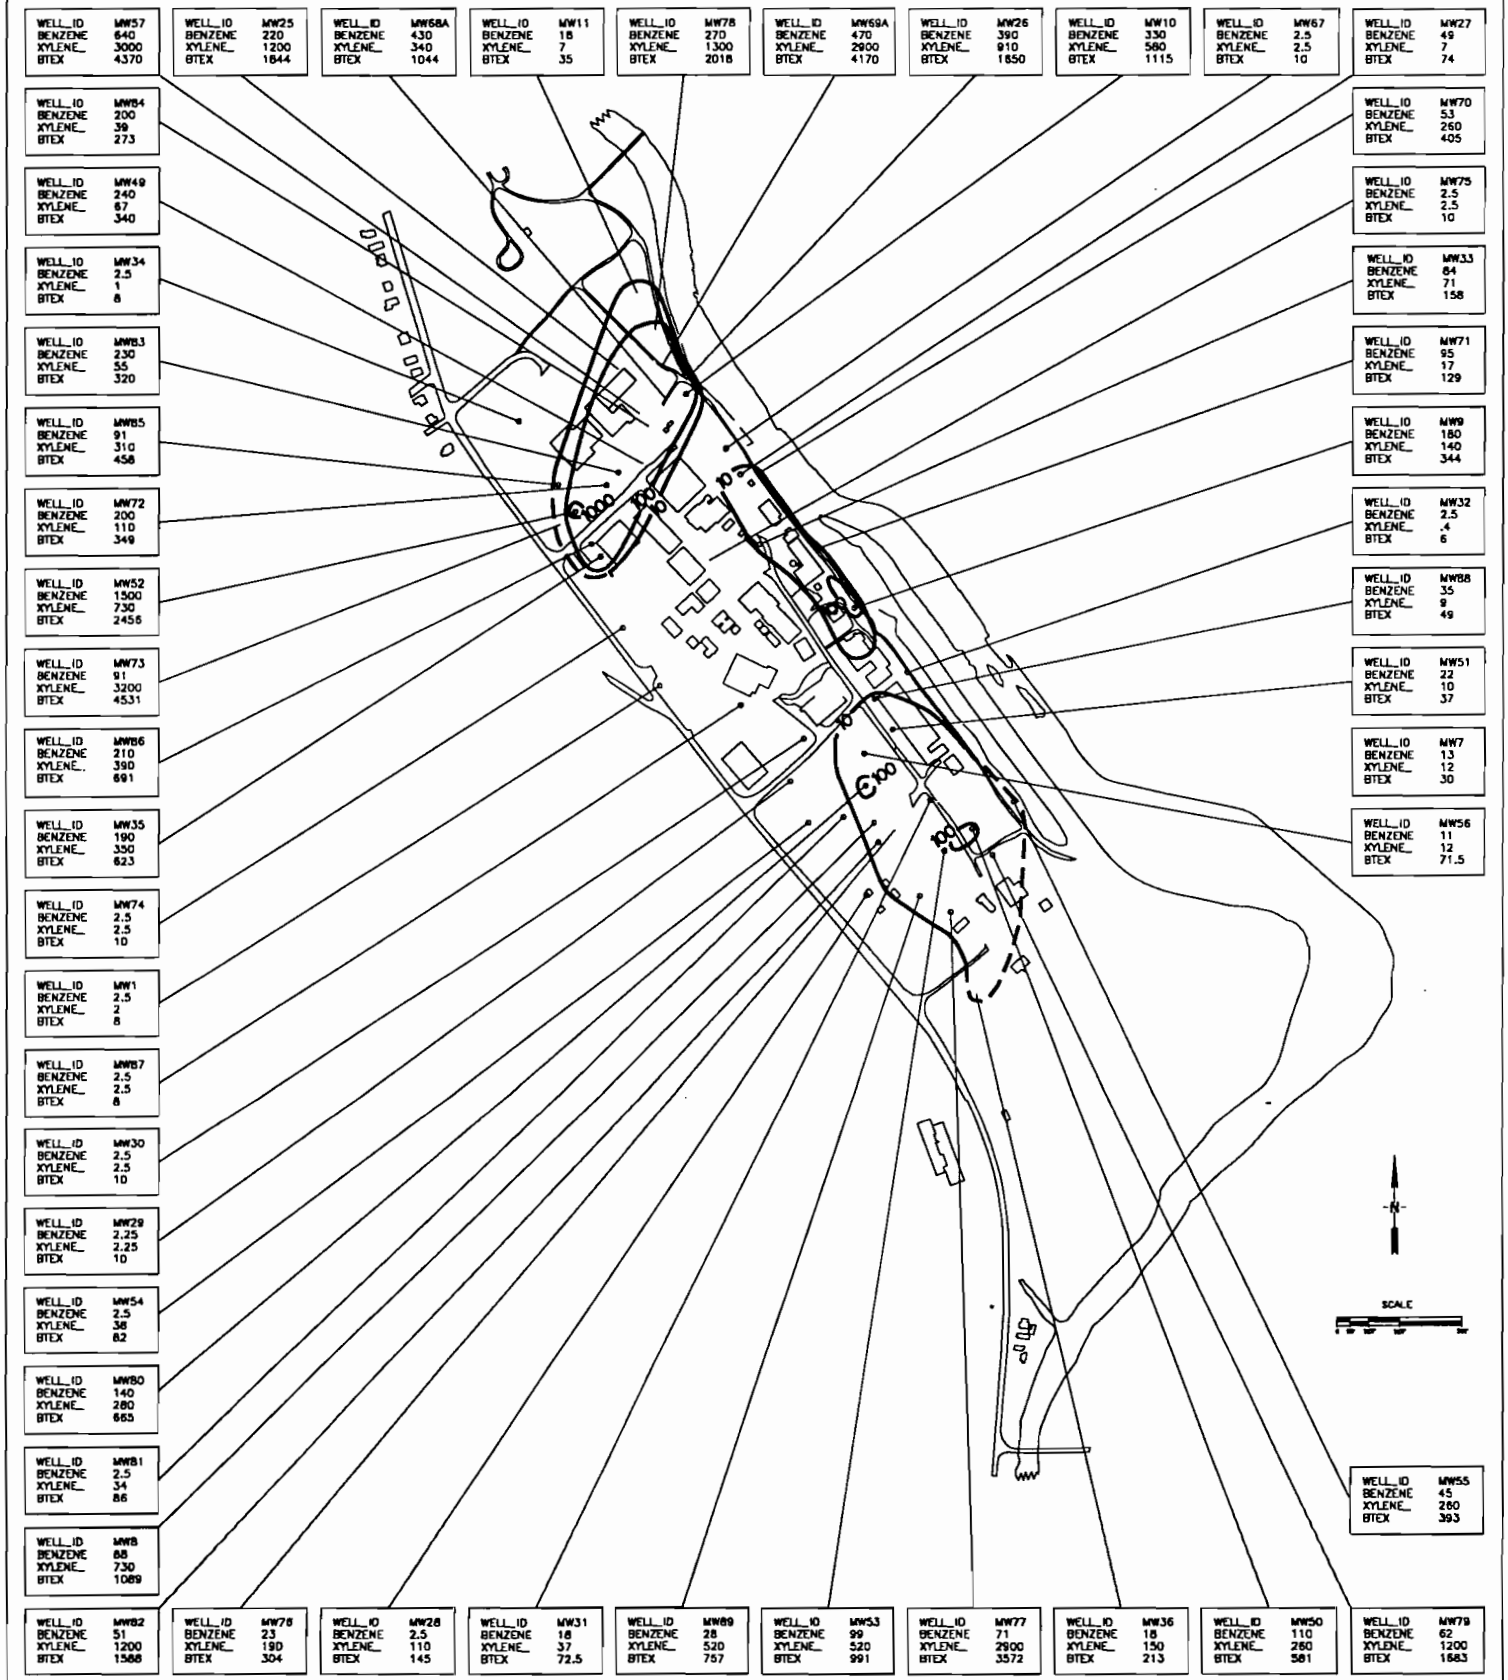 WELL_ID MW57
BENZENE 640
XYLENE_ 3000
BTEX 4370
WELL_ID MW25
BENZENE 220
XYLENE_ 1200
BTEX 1644
WELL_ID MW68A
BENZENE 430
XYLENE_ 340
BTEX 1044
WELL_ID MW11
BENZENE 18
XYLENE_ 7
BTEX 35
WELL_ID MW78
BENZENE 270
XYLENE_ 1300
BTEX 2018
WELL_ID MW69A
BENZENE 470
XYLENE_ 2900
BTEX 4170
WELL_ID MW26
BENZENE 390
XYLENE_ 910
BTEX 1650
WELL_ID MW10
BENZENE 330
XYLENE_ 580
BTEX 1115
WELL_ID MW67
BENZENE 2.5
XYLENE_ 2.5
BTEX 10
WELL_ID MW27
BENZENE 49
XYLENE_ 7
BTEX 74
WELL_ID MW84
BENZENE 200
XYLENE_ 39
BTEX 273
WELL_ID MW49
BENZENE 240
XYLENE_ 67
BTEX 340
WELL_ID MW34
BENZENE 2.5
XYLENE_ 1
BTEX 8
WELL_ID MW83
BENZENE 230
XYLENE_ 55
BTEX 320
WELL_ID MW85
BENZENE 91
XYLENE_ 310
BTEX 458
WELL_ID MW72
BENZENE 200
XYLENE_ 110
BTEX 349
WELL_ID MW52
BENZENE 1500
XYLENE_ 730
BTEX 2456
WELL_ID MW73
BENZENE 91
XYLENE_ 3200
BTEX 4531
WELL_ID MW86
BENZENE 210
XYLENE_ 390
BTEX 691
WELL_ID MW35
BENZENE 190
XYLENE_ 350
BTEX 623
WELL_ID MW74
BENZENE 2.5
XYLENE_ 2.5
BTEX 10
WELL_ID MW1
BENZENE 2.5
XYLENE_ 2
BTEX 8
WELL_ID MW87
BENZENE 2.5
XYLENE_ 2.5
BTEX 8
WELL_ID MW30
BENZENE 2.5
XYLENE_ 2.5
BTEX 10
WELL_ID MW29
BENZENE 2.25
XYLENE_ 2.25
BTEX 10
WELL_ID MW54
BENZENE 2.5
XYLENE_ 38
BTEX 82
WELL_ID MW80
BENZENE 140
XYLENE_ 280
BTEX 665
WELL_ID MW81
BENZENE 2.5
XYLENE_ 34
BTEX 86
WELL_ID MW8
BENZENE 68
XYLENE_ 730
BTEX 1089
WELL_ID MW82
BENZENE 51
XYLENE_ 1200
BTEX 1588
WELL_ID MW76
BENZENE 23
XYLENE_ 190
BTEX 304
WELL_ID MW28
BENZENE 2.5
XYLENE_ 110
BTEX 145
WELL_ID MW31
BENZENE 18
XYLENE_ 37
BTEX 72.5
WELL_ID MW89
BENZENE 28
XYLENE_ 520
BTEX 757
WELL_ID MW53
BENZENE 99
XYLENE_ 520
BTEX 991
WELL_ID MW77
BENZENE 71
XYLENE_ 2900
BTEX 3572
WELL_ID MW36
BENZENE 18
XYLENE_ 150
BTEX 213
WELL_ID MW50
BENZENE 110
XYLENE_ 260
BTEX 581
WELL_ID MW79
BENZENE 62
XYLENE_ 1200
BTEX 1683
WELL_ID MW70
BENZENE 53
XYLENE_ 260
BTEX 405
WELL_ID MW75
BENZENE 2.5
XYLENE_ 2.5
BTEX 10
WELL_ID MW33
BENZENE 84
XYLENE_ 71
BTEX 158
WELL_ID MW71
BENZENE 95
XYLENE_ 17
BTEX 129
WELL_ID MW9
BENZENE 180
XYLENE_ 140
BTEX 344
WELL_ID MW32
BENZENE 2.5
XYLENE_ .4
BTEX 6
WELL_ID MW88
BENZENE 35
XYLENE_ 9
BTEX 49
WELL_ID MW51
BENZENE 22
XYLENE_ 10
BTEX 37
WELL_ID MW7
BENZENE 13
XYLENE_ 12
BTEX 30
WELL_ID MW56
BENZENE 11
XYLENE_ 12
BTEX 71.5
WELL_ID MW55
BENZENE 45
XYLENE_ 260
BTEX 393
1000
100
10
10
10
100
100
-N-
SCALE